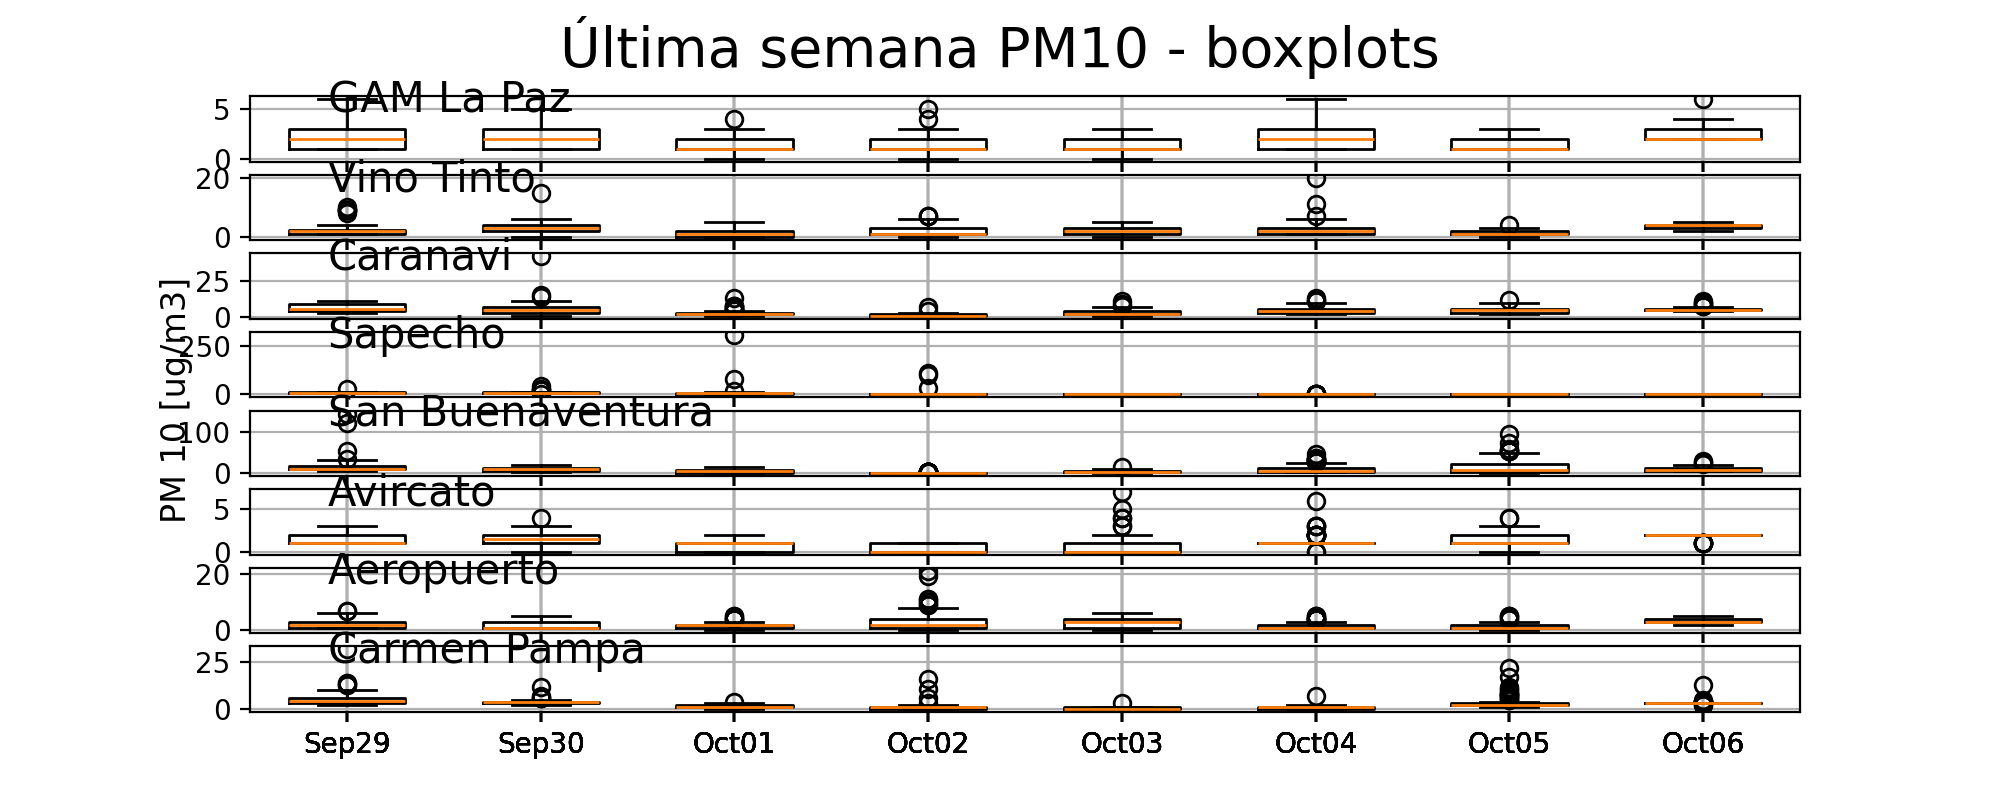 Última semana PM10 - boxplots
GAM La Paz
5
0
Vino Tinto
20
0
Caranavi
25
0
Sapecho
250
0
PM 10 [ug/m3]
San Buenaventura
100
0
Avircato
5
0
Aeropuerto
20
0
Carmen Pampa
25
0
Sep29 Sep30 Oct01 Oct02 Oct03 Oct04 Oct05 Oct06